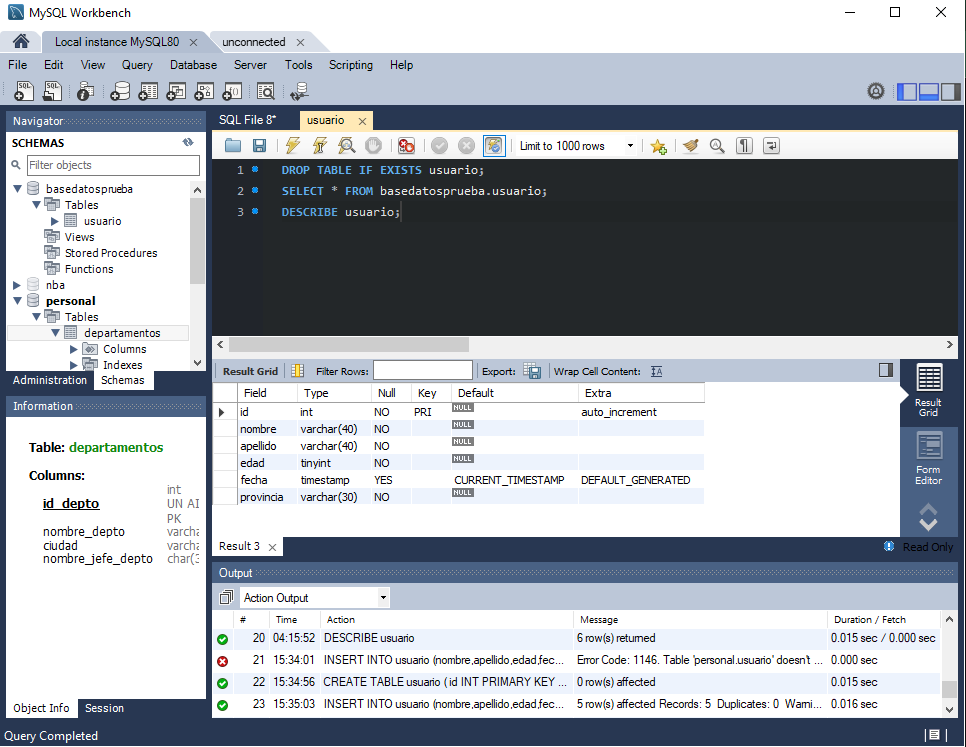 MySQL Workbench
Local instance MySQL80
unconnected
File Edit View Query Database Server Tools Scripting Help
Navigator
SCHEMAS
Filter objects
basedatosprueba
Tables
usuario
Views
Stored Procedures
Functions
nba
personal
Tables
departamentos
Columns
Indexes
Administration Schemas
Information
Table: departamentos
Columns:
id_depto int UN AI PK
nombre_depto varcha
ciudad varcha
nombre_jefe_depto char(3
Object Info Session
SQL File 8* usuario
Limit to 1000 rows
1 DROP TABLE IF EXISTS usuario;
2 SELECT * FROM basedatosprueba.usuario;
3 DESCRIBE usuario;
Result Grid Filter Rows: Export: Wrap Cell Content: IA
Field Type Null Key Default Extra
id int NO PRI NULL auto_increment
nombre varchar(40) NO NULL
apellido varchar(40) NO NULL
edad tinyint NO NULL
fecha timestamp YES CURRENT_TIMESTAMP DEFAULT_GENERATED
provincia varchar(30) NO NULL
Result Grid
Form Editor
Result 3
Read Only
Output
Action Output
# Time Action Message Duration / Fetch
20 04:15:52 DESCRIBE usuario 6 row(s) returned 0.015 sec / 0.000 sec
21 15:34:01 INSERT INTO usuario (nombre,apellido,edad,fec... Error Code: 1146. Table 'personal.usuario' doesn't ... 0.000 sec
22 15:34:56 CREATE TABLE usuario ( id INT PRIMARY KEY ... 0 row(s) affected 0.015 sec
23 15:35:03 INSERT INTO usuario (nombre,apellido,edad,fec... 5 row(s) affected Records: 5 Duplicates: 0 Warni... 0.016 sec
Query Completed